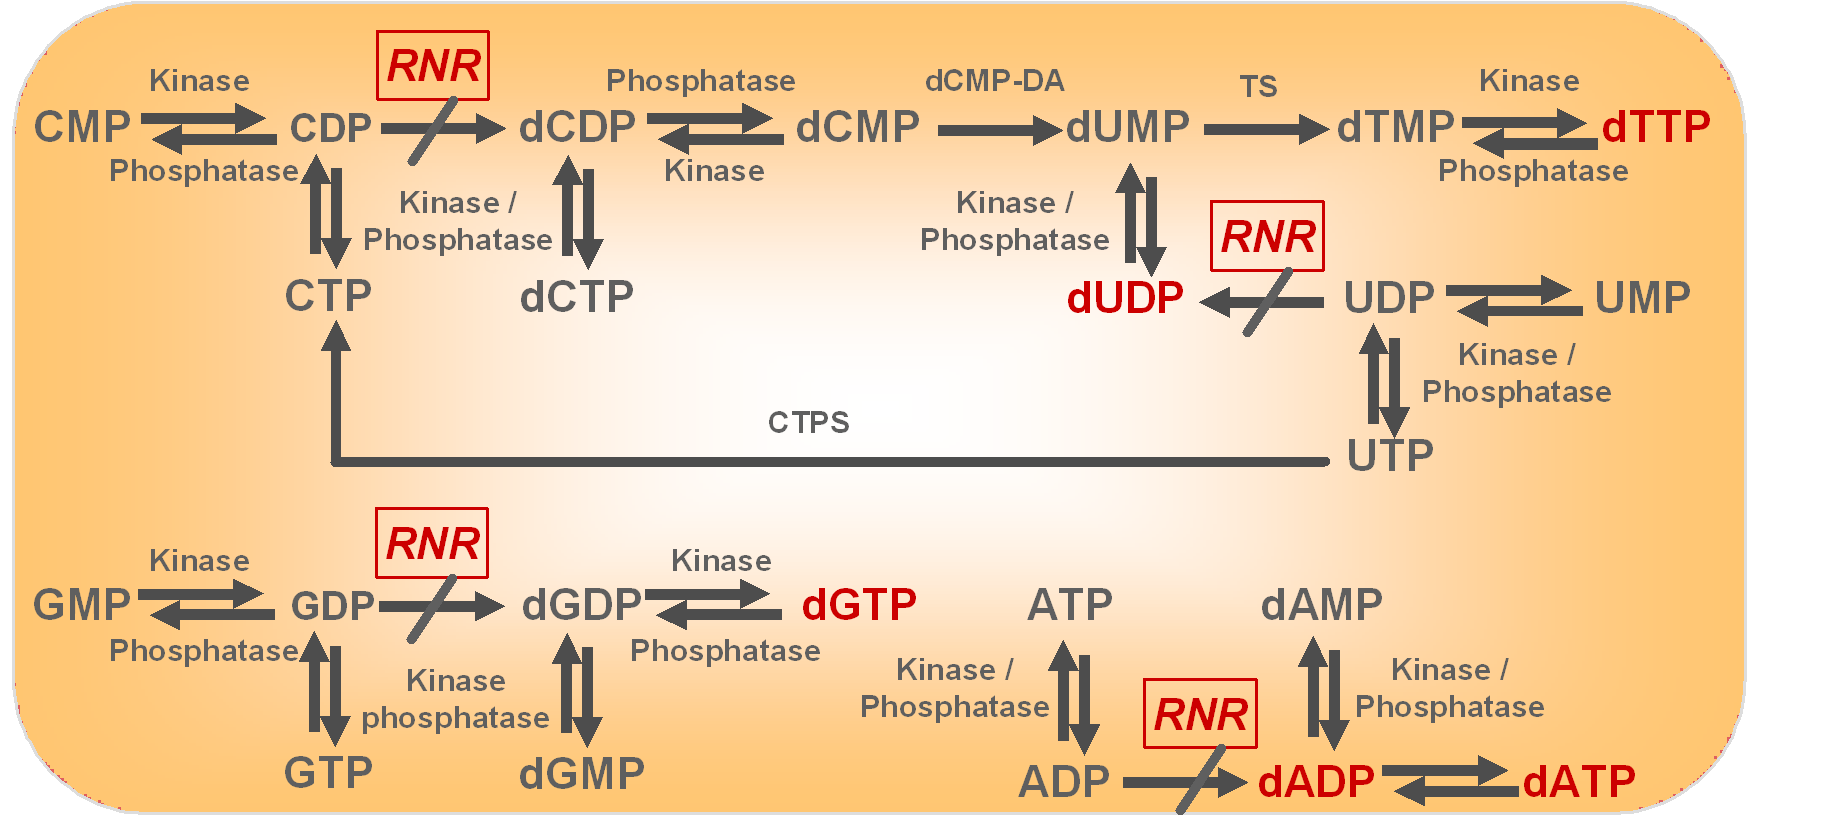 RNR
Kinase
Phosphatase
dCMP-DA
TS
Kinase
CMP
CDP
dCDP
dCMP
dUMP
dTMP
dTTP
Phosphatase
Kinase
Phosphatase
Kinase /
Phosphatase
Kinase /
Phosphatase
RNR
CTP
dCTP
dUDP
UDP
UMP
Kinase /
Phosphatase
CTPS
UTP
RNR
Kinase
Kinase
GMP
GDP
dGDP
dGTP
ATP
dAMP
Phosphatase
Phosphatase
Kinase
phosphatase
Kinase /
Phosphatase
Kinase /
Phosphatase
RNR
GTP
dGMP
ADP
dADP
dATP